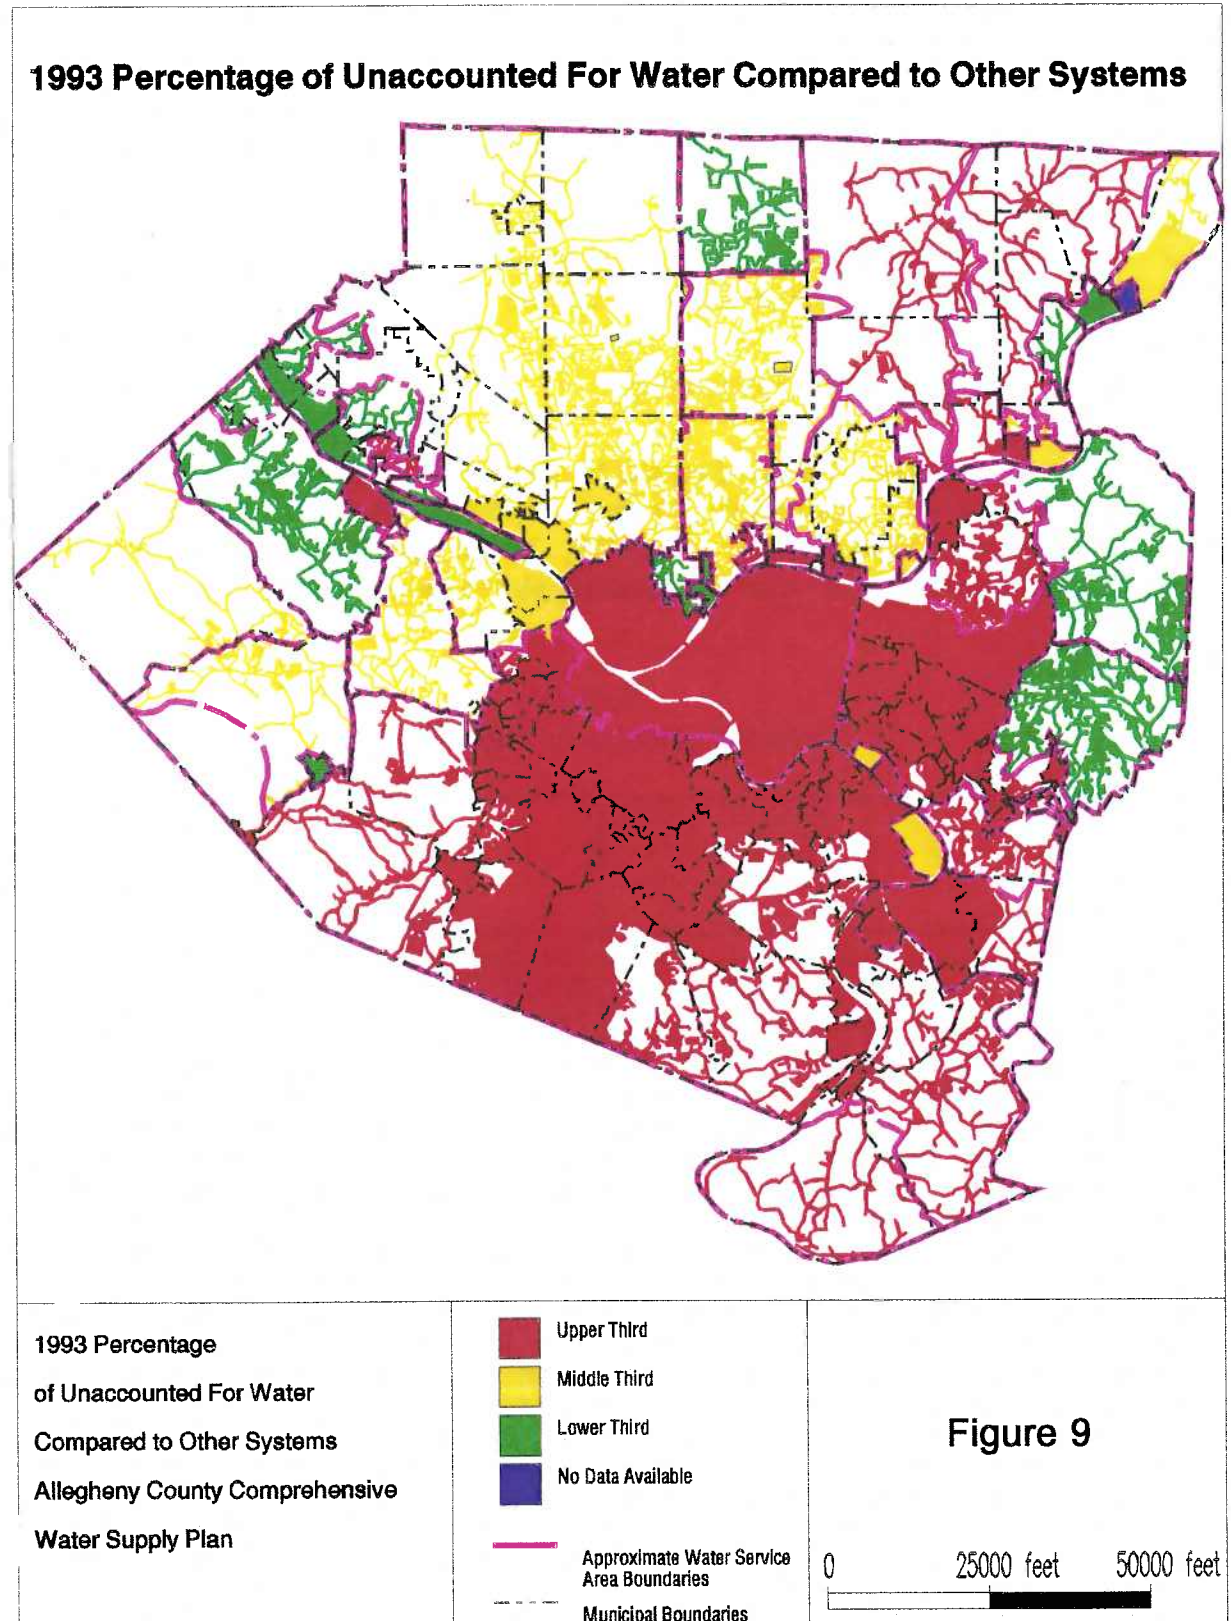 1993 Percentage of Unaccounted For Water Compared to Other Systems
1993 Percentage
of Unaccounted For Water
Compared to Other Systems
Allegheny County Comprehensive
Water Supply Plan
Upper Third
Middle Third
Lower Third
No Data Available
Approximate Water Service
Area Boundaries
Municipal Boundaries
Figure 9
0 25000 feet 50000 feet